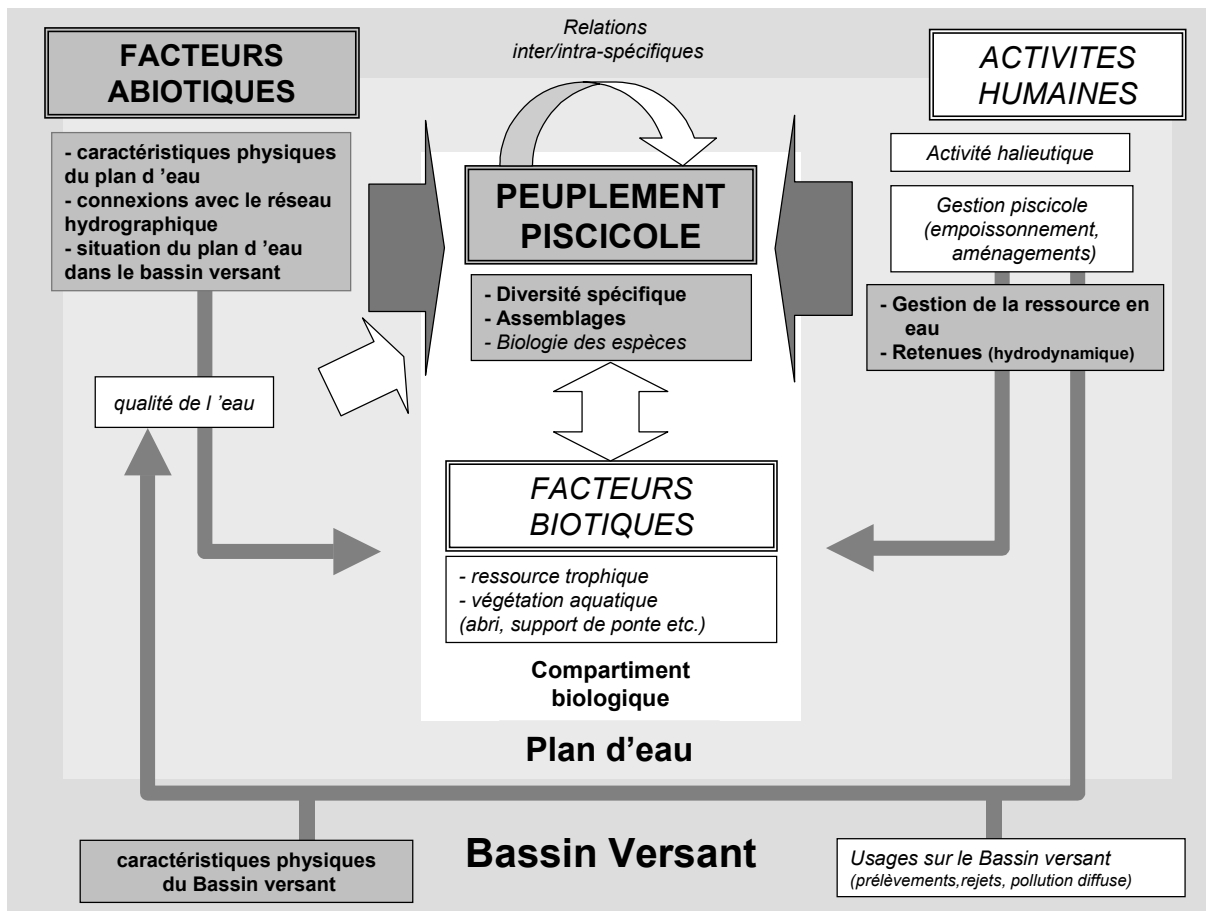 Relations
inter/intra-spécifiques
FACTEURS
ABIOTIQUES
- caractéristiques physiques
du plan d ’eau
- connexions avec le réseau
hydrographique
- situation du plan d ’eau
dans le bassin versant
qualité de l ’eau
PEUPLEMENT
PISCICOLE
- Diversité spécifique
- Assemblages
- Biologie des espèces
FACTEURS
BIOTIQUES
- ressource trophique
- végétation aquatique
(abri, support de ponte etc.)
Compartiment
biologique
ACTIVITES
HUMAINES
Activité halieutique
Gestion piscicole
(empoissonnement,
aménagements)
- Gestion de la ressource en
eau
- Retenues (hydrodynamique)
Plan d’eau
caractéristiques physiques
du Bassin versant
Bassin Versant
Usages sur le Bassin versant
(prélèvements,rejets, pollution diffuse)